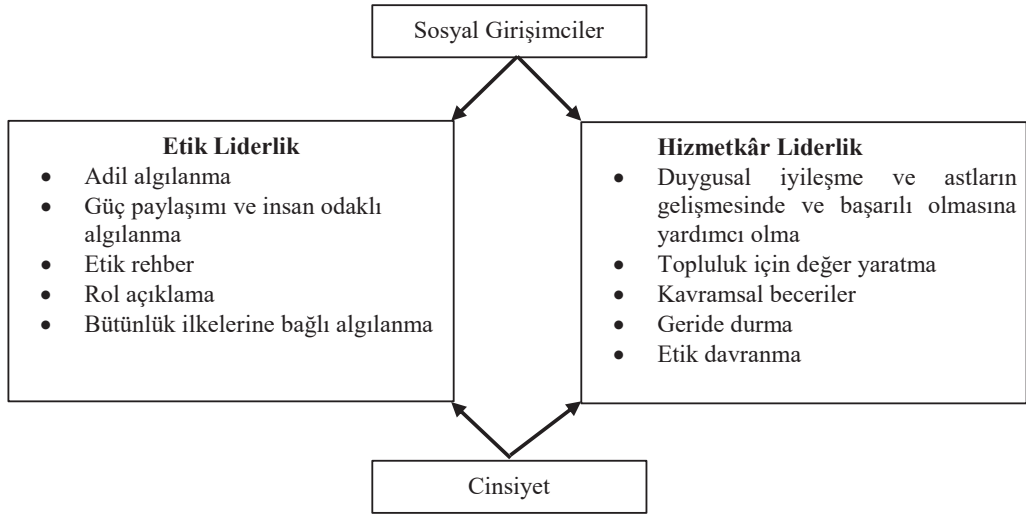 Sosyal Girişimciler
Etik Liderlik
• Adil algılanma
• Güç paylaşımı ve insan odaklı
algılanma
• Etik rehber
• Rol açıklama
• Bütünlük ilkelerine bağlı algılanma
Hizmetkâr Liderlik
• Duygusal iyileşme ve astların
gelişmesinde ve başarılı olmasına
yardımcı olma
• Topluluk için değer yaratma
• Kavramsal beceriler
• Geride durma
• Etik davranma
Cinsiyet